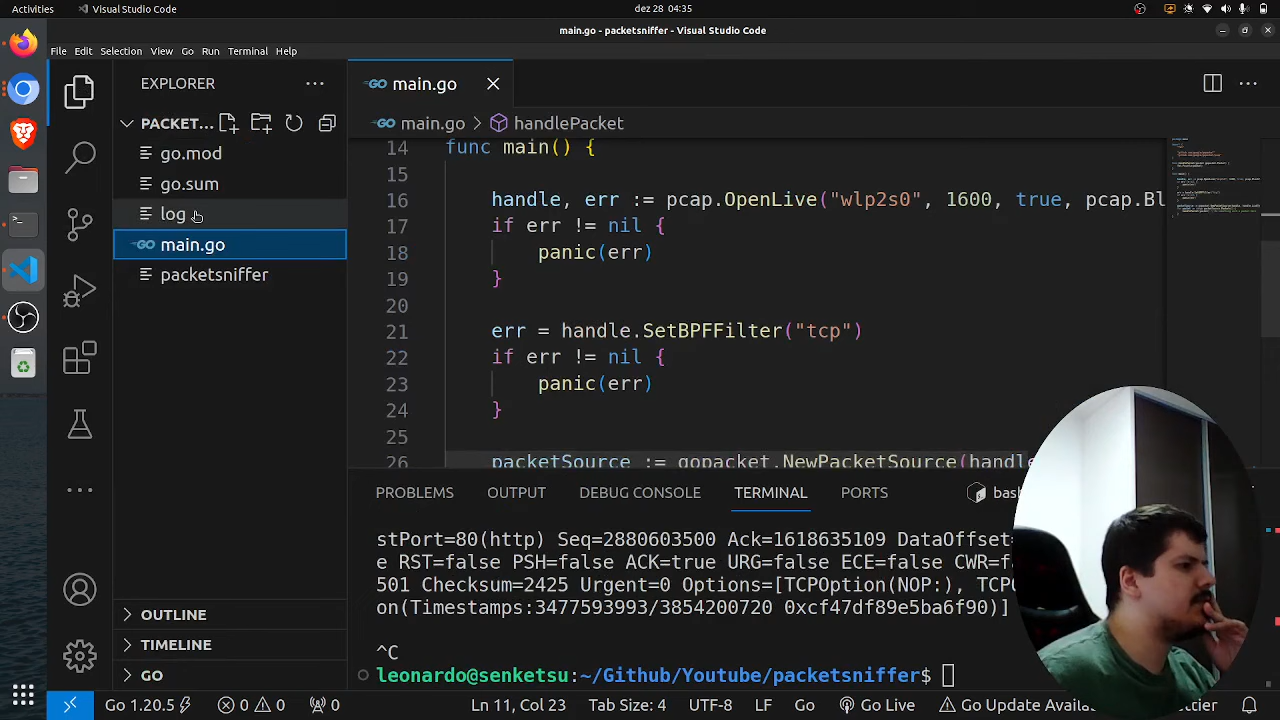 Activities
Visual Studio Code
dez 28 04:35
main.go - packetsniffer - Visual Studio Code
File Edit Selection View Go Run Terminal Help
EXPLORER
PACKET...
go.mod
go.sum
log
main.go
packetsniffer
OUTLINE
TIMELINE
GO
main.go
main.go > handlePacket
14 func main() {
15
16 handle, err := pcap.OpenLive("wlp2s0", 1600, true, pcap.Bl
17 if err != nil {
18 panic(err)
19 }
20
21 err = handle.SetBPFFilter("tcp")
22 if err != nil {
23 panic(err)
24 }
25
26 packetSource := gopacket.NewPacketSource(handle
PROBLEMS OUTPUT DEBUG CONSOLE TERMINAL PORTS
stPort=80(http) Seq=2880603500 Ack=1618635109 DataOffset=
e RST=false PSH=false ACK=true URG=false ECE=false CWR=f
501 Checksum=2425 Urgent=0 Options=[TCPOption(NOP:), TCPO
on(Timestamps:3477593993/3854200720 0xcf47df89e5ba6f90)]
^C
leonardo@senketsu:~/Github/Youtube/packetsniffer$
Go 1.20.5 0 0 0 Ln 11, Col 23 Tab Size: 4 UTF-8 LF Go Go Live Go Update Availa